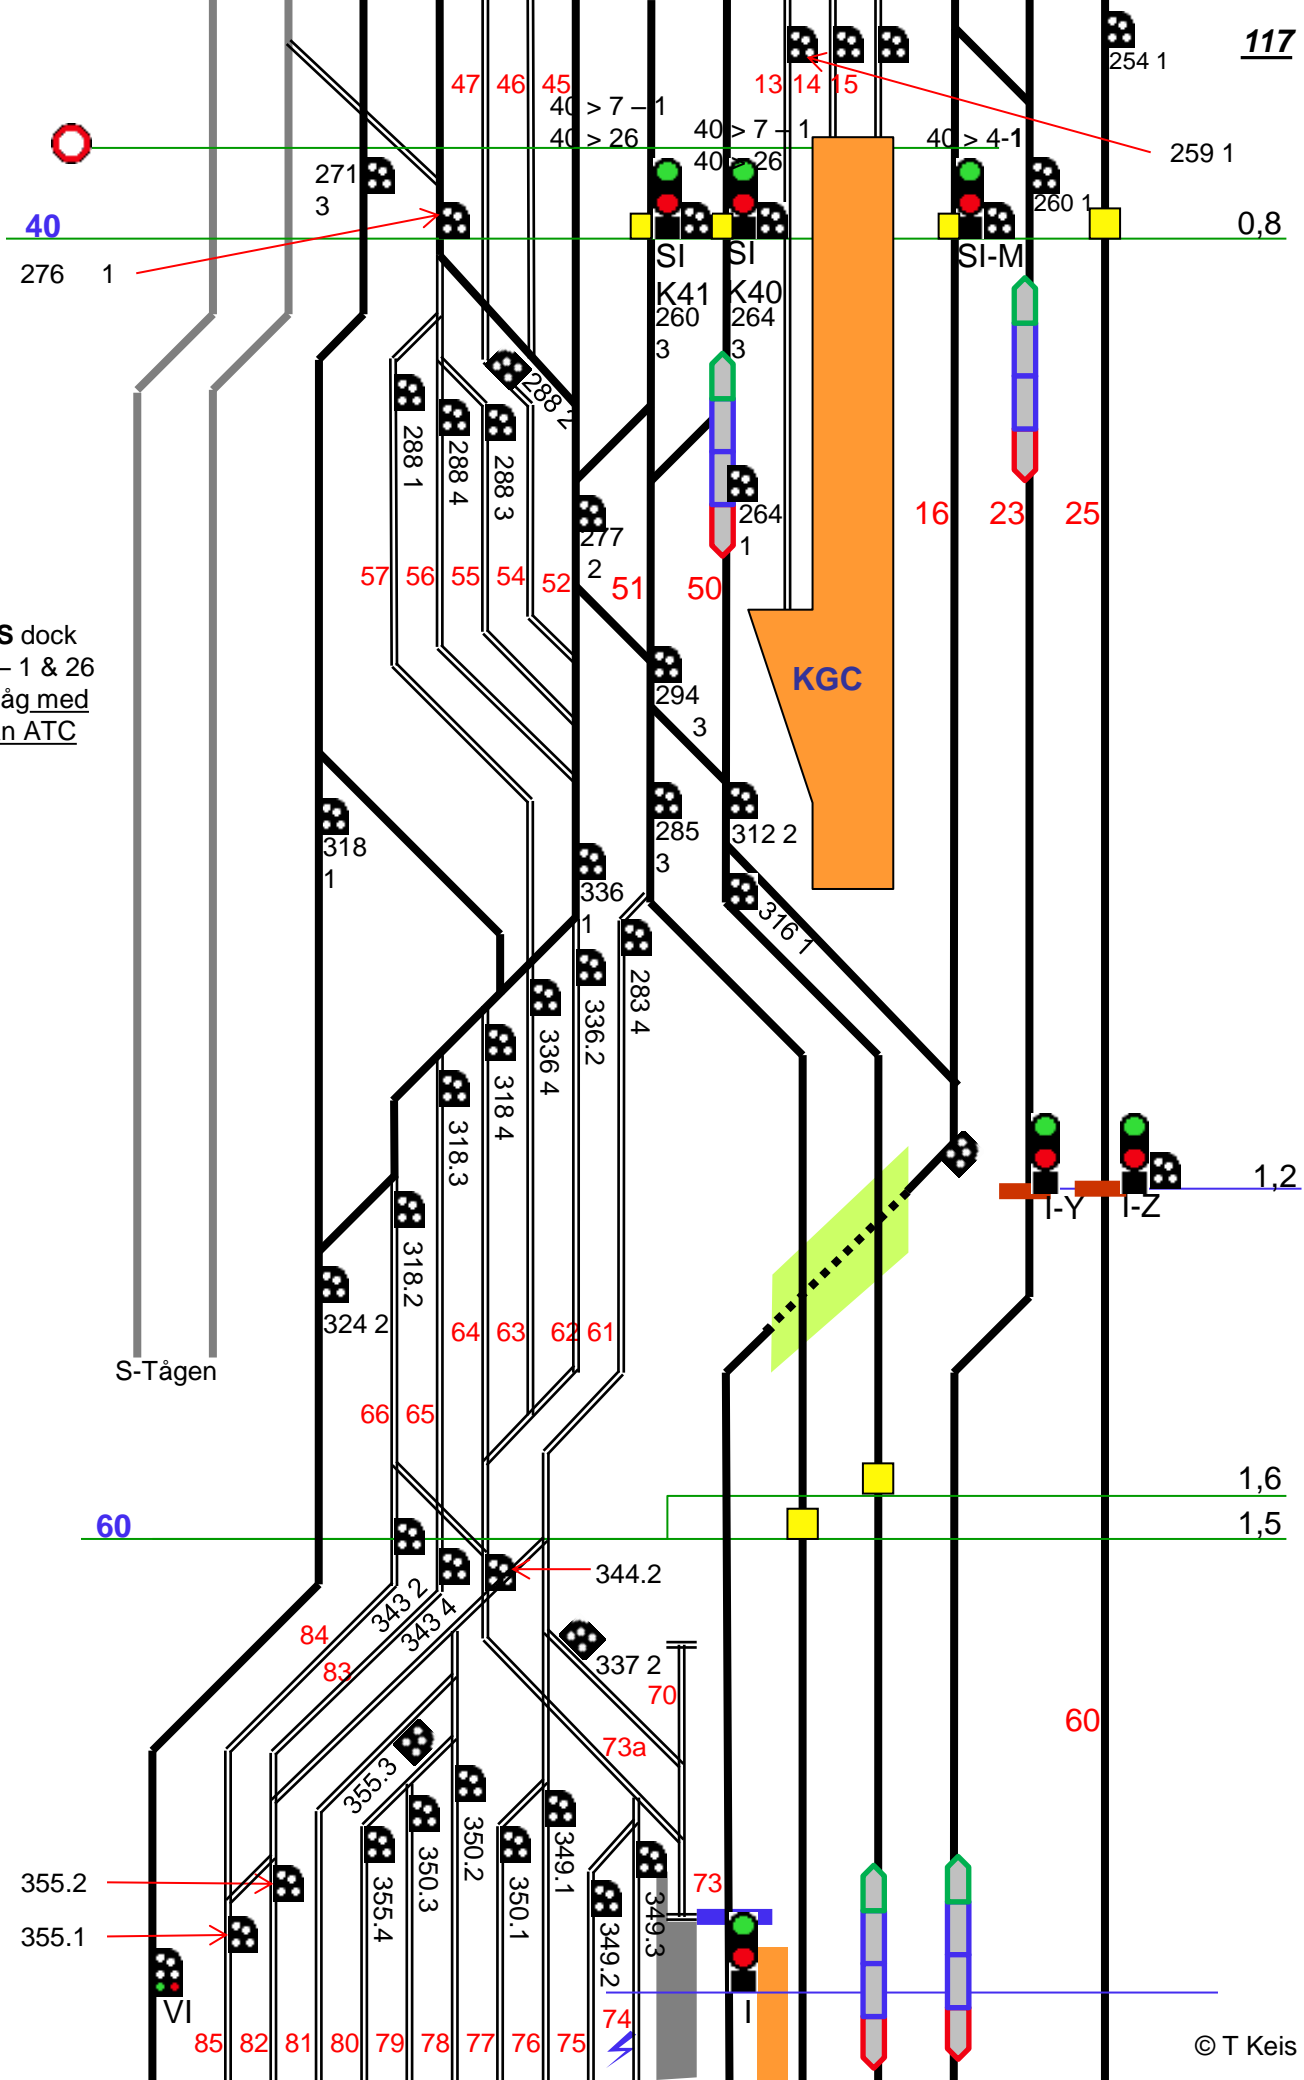 117
254 1
47 46 45
13 14 15
40 > 7 – 1
40 > 26
40 > 7 – 1
40 > 26
40 > 4-1
259 1
271
3
260 1
40
0,8
276 1
SI
K41
SI
K40
SI-M
260
3
264
3
288 2
288 1
288 4
288 3
264
1
277
2
16 23 25
57 56 55 54 52 51 50
S dock
– 1 & 26
åg med
n ATC
KGC
294
3
318
1
285
3
312 2
336
1
316 1
283 4
336.2
336 4
318 4
318.3
318.2
1,2
I-Y
I-Z
324 2
64 63 62 61
S-Tågen
66 65
1,6
60
1,5
344.2
343 2
343 4
84
83
337 2
70
60
73a
355.3
350.2
349.1
350.3
355.4
350.1
349.2
349.3
73
355.2
355.1
VI
I
74
85 82 81 80 79 78 77 76 75
© T Keis